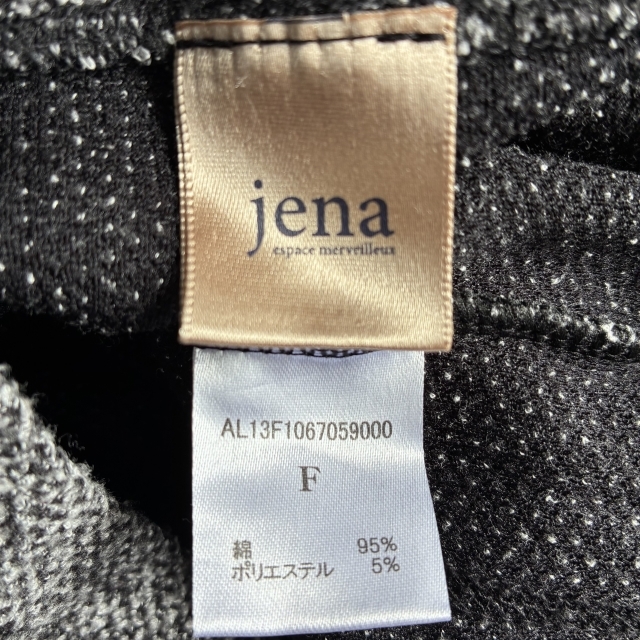 jena
espace merveilleux
AL13F1067059000
F
綿 95%
ポリエステル 5%